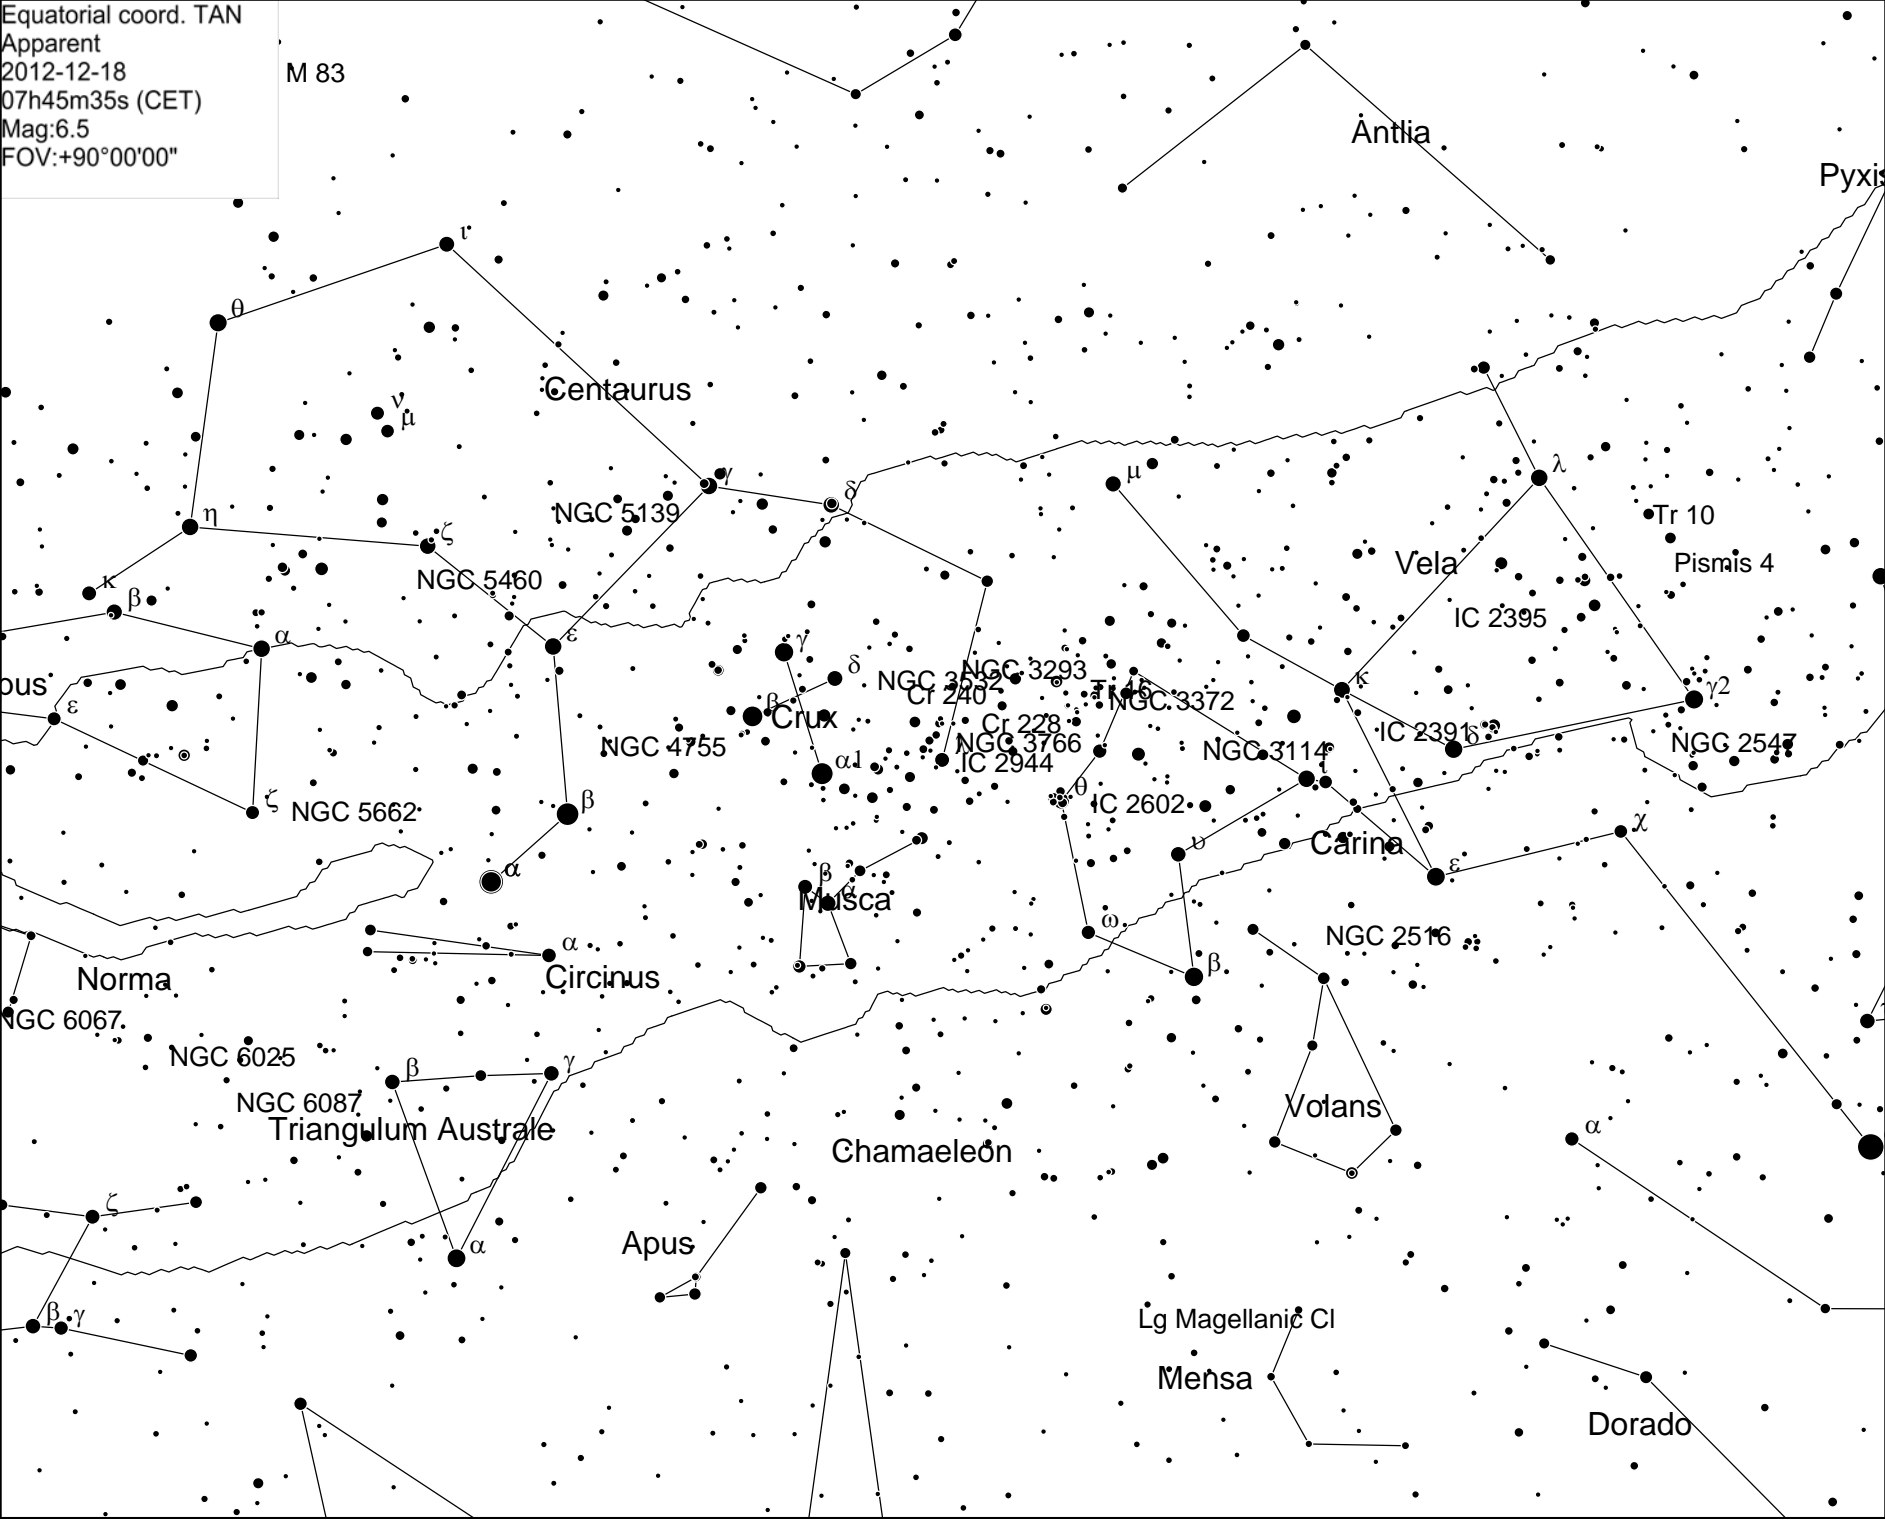 Equatorial coord. TAN
Apparent
2012-12-18
07h45m35s (CET)
Mag:6.5
FOV:+90°00'00"
M 83
Antlia
Pyxis
ι
θ
Centaurus
ν
μ
γ
δ
μ
λ
NGC 5139
η
ζ
Tr 10
Vela
Pismis 4
κ
NGC 5460
β
IC 2395
α
ε
γ
δ
NGC 3293
NGC 3532
Cr 240
Tr 16
NGC 3372
κ
γ2
ε
β
Crux
Cr 228
IC 2391
δ
NGC 4755
NGC 3766
NGC 3114
NGC 2547
α1
IC 2944
ι
ζ
NGC 5662
β
θ
IC 2602
υ
Carina
χ
α
β
α
Musca
ε
ω
NGC 2516
α
Norma
Circinus
β
NGC 6067
NGC 6025
β
γ
NGC 6087
Triangulum Australe
Volans
α
Chamaeleon
ζ
α
Apus
β
γ
Lg Magellanic Cl
Mensa
Dorado